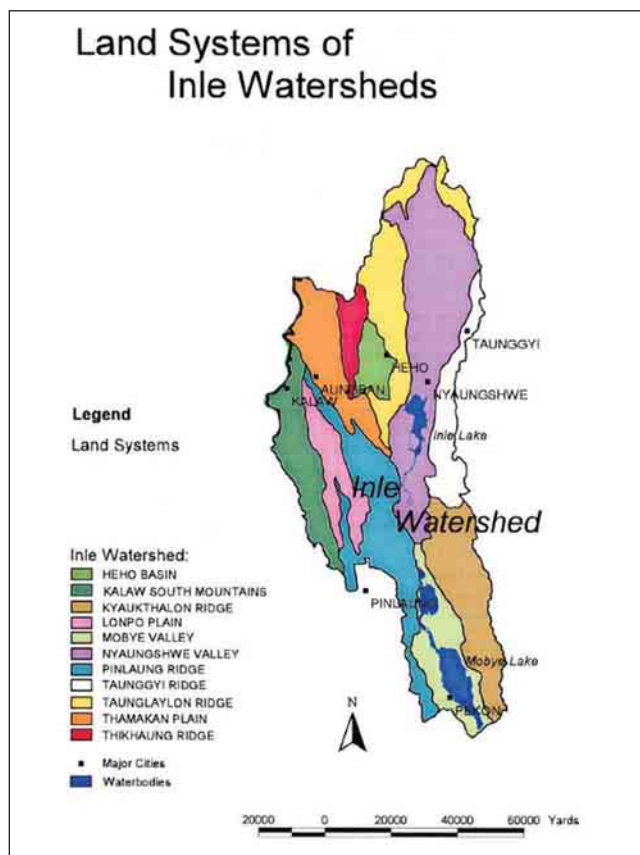 Land Systems of
Inle Watersheds
TAUNGGYI
HEHO
AUNGBAN
NYAUNGSHWE
KALAW
Legend
Inle Lake
Land Systems
Inle
Watershed
Inle Watershed:
HEHO BASIN
KALAW SOUTH MOUNTAINS
KYAUKTHALON RIDGE
LONPO PLAIN
PINLAUNG
MOBYE VALLEY
NYAUNGSHWE VALLEY
PINLAUNG RIDGE
Mobye Lake
TAUNGGYI RIDGE
TAUNGLAYLON RIDGE
PEKON
THAMAKAN PLAIN
THIKHAUNG RIDGE
N
Major Cities
Waterbodies
20000 0 20000 40000 60000 Yards